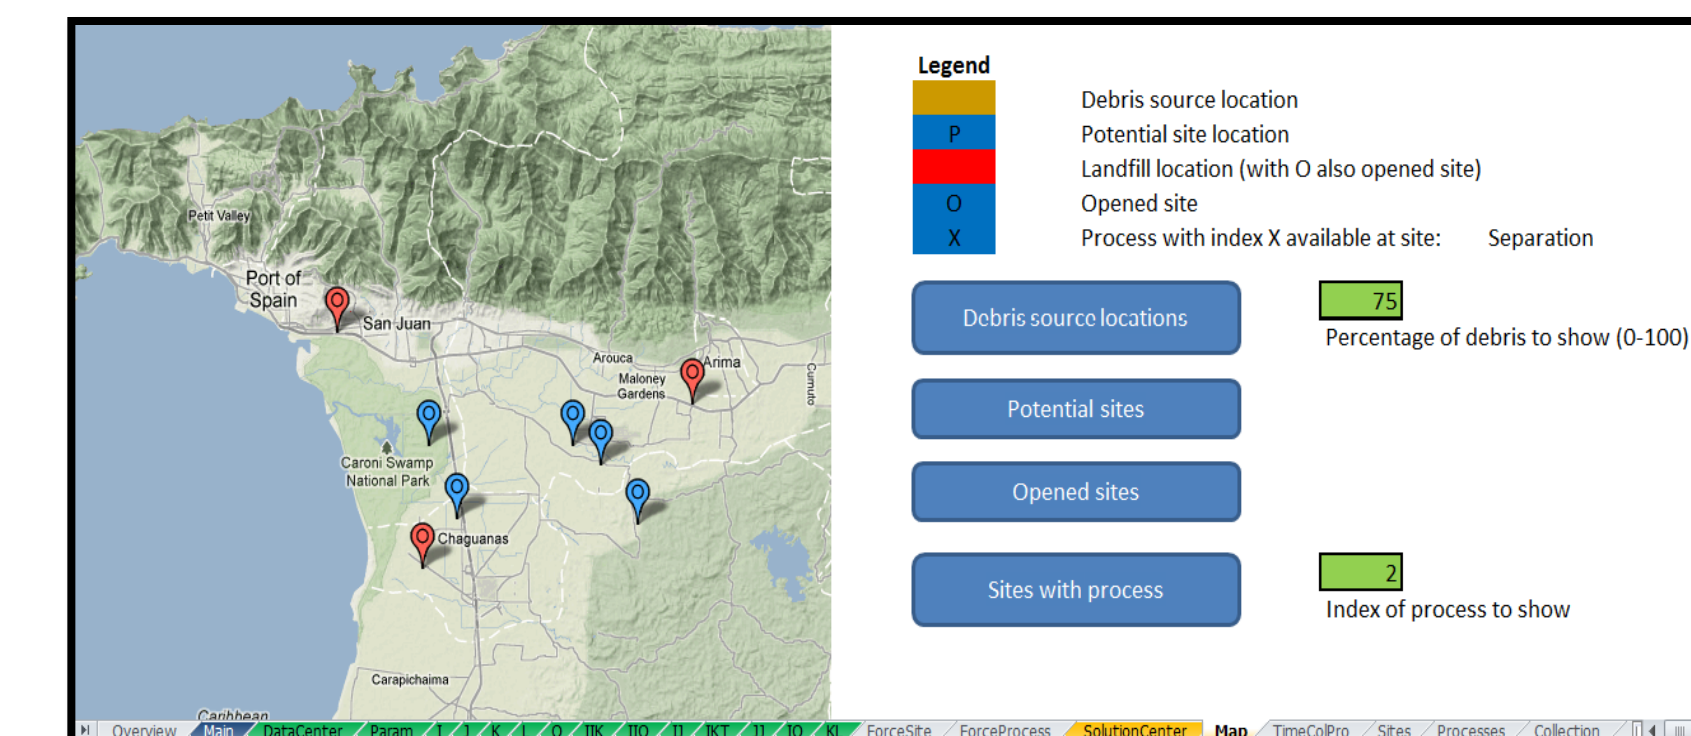 Petit Valley
Port of
Spain
San Juan
Arouca
Arima
Maloney
Gardens
Cumuto
Caroni Swamp
National Park
Chaguanas
Carapichaima
Caribbean
O
O
O
O
O
O
O
O
Legend
Debris source location
P Potential site location
Landfill location (with O also opened site)
O Opened site
X Process with index X available at site: Separation
Debris source locations
75
Percentage of debris to show (0-100)
Potential sites
Opened sites
Sites with process
2
Index of process to show
Overview Main DataCenter Param I J K L O IIK IIO IJ IKT JJ JO KL ForceSite ForceProcess SolutionCenter Map TimeColPro Sites Processes Collection